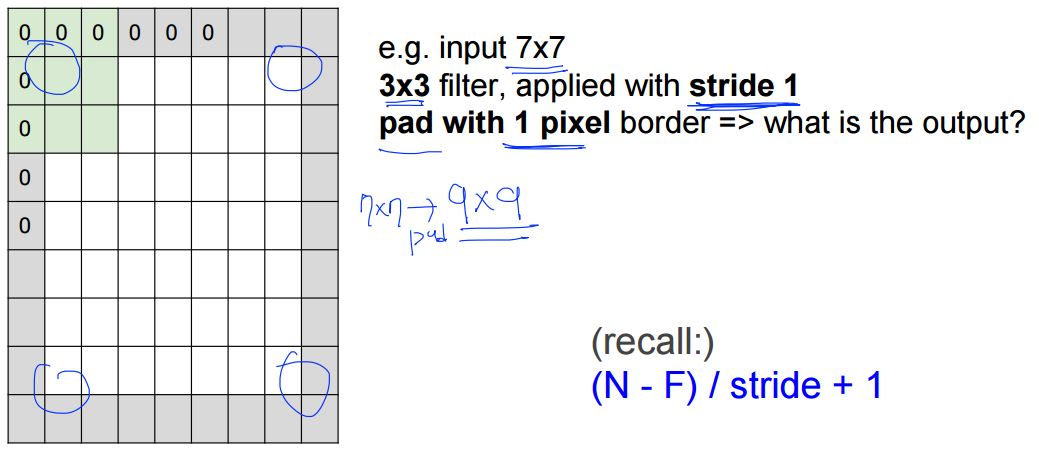 0 0 0 0 0 0
0
0
0
0
e.g. input 7x7
3x3 filter, applied with stride 1
pad with 1 pixel border => what is the output?
7x7 → 9x9
pad
(recall:)
(N - F) / stride + 1